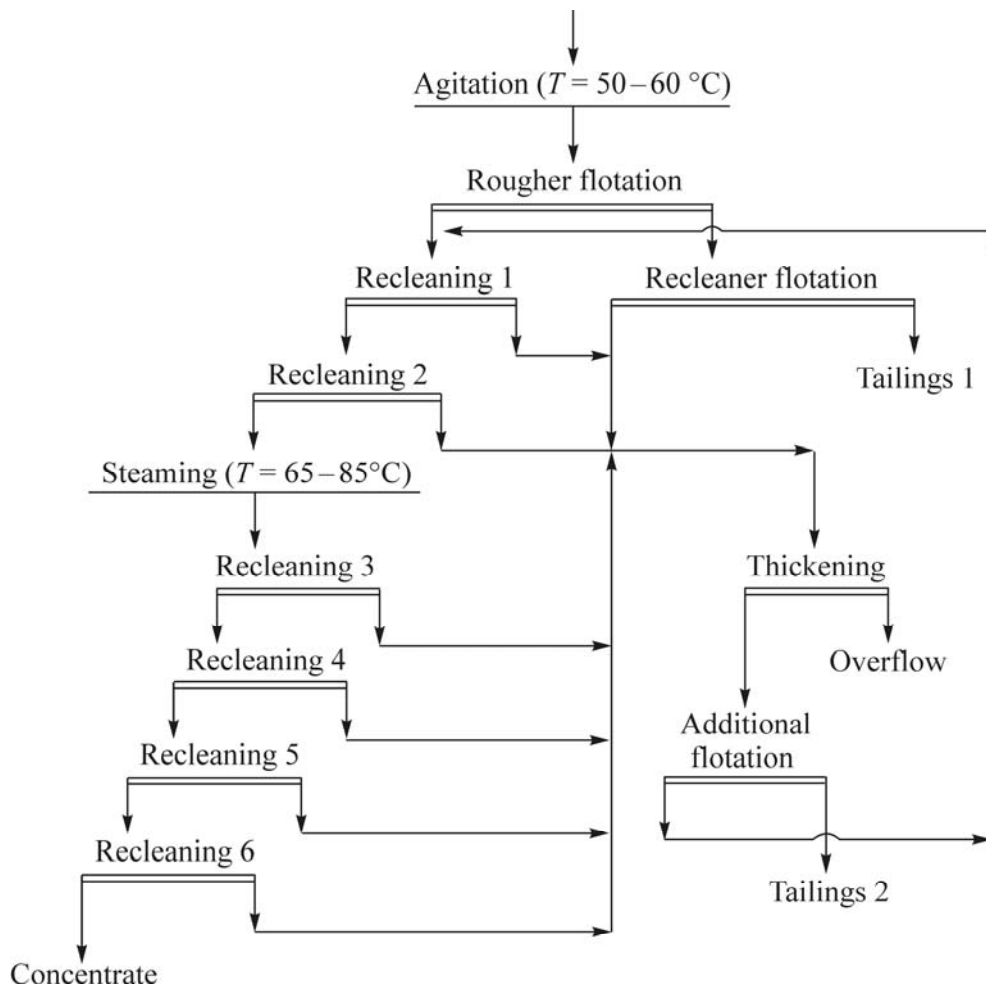 Agitation (T = 50–60 °C)
Rougher flotation
Recleaning 1
Recleaner flotation
Recleaning 2
Tailings 1
Steaming (T = 65–85°C)
Recleaning 3
Thickening
Recleaning 4
Overflow
Additional
flotation
Recleaning 5
Recleaning 6
Tailings 2
Concentrate